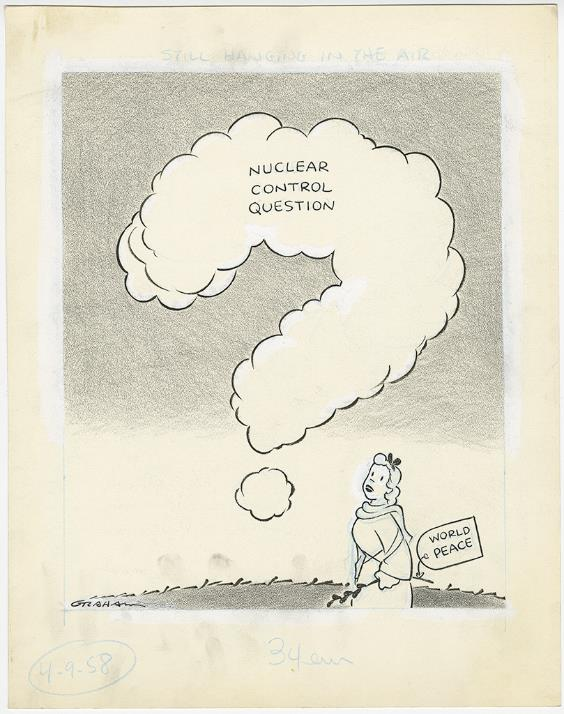 STILL HANGING IN THE AIR
NUCLEAR
CONTROL
QUESTION
WORLD
PEACE
GRAHAM
4-9-58
34em